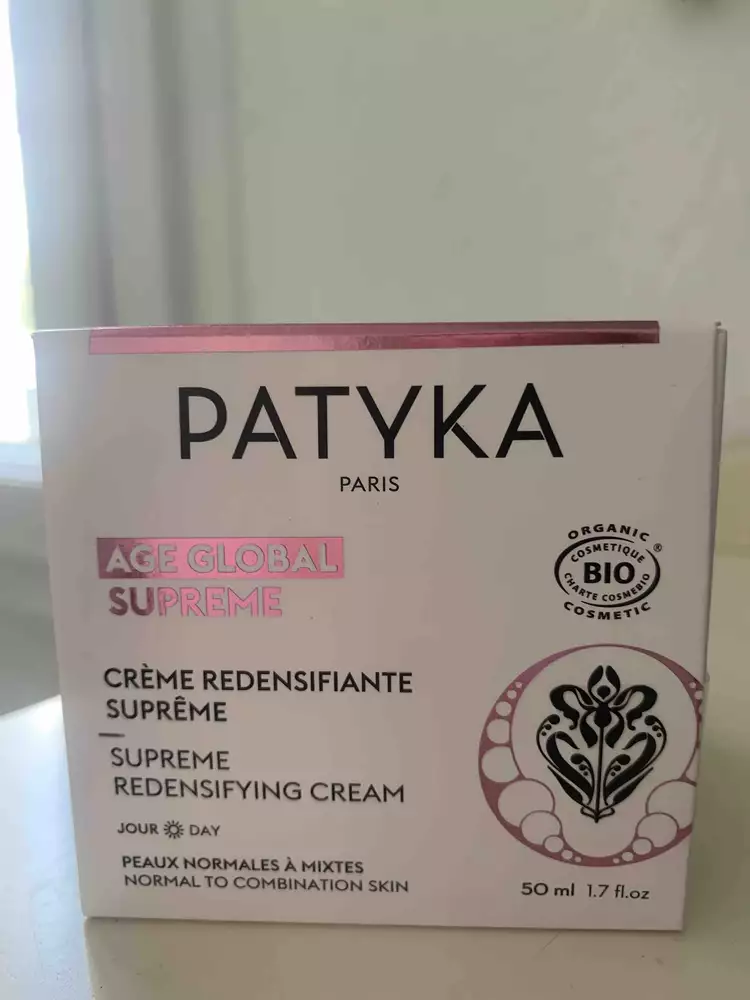 PATYKA
PARIS
AGE GLOBAL
SUPREME
ORGANIC
COSMETIQUE ®
BIO
CHARTE COSMEBIO
COSMETIC
CRÈME REDENSIFIANTE
SUPRÊME
SUPREME
REDENSIFYING CREAM
JOUR DAY
PEAUX NORMALES À MIXTES
NORMAL TO COMBINATION SKIN
50 ml 1.7 fl.oz